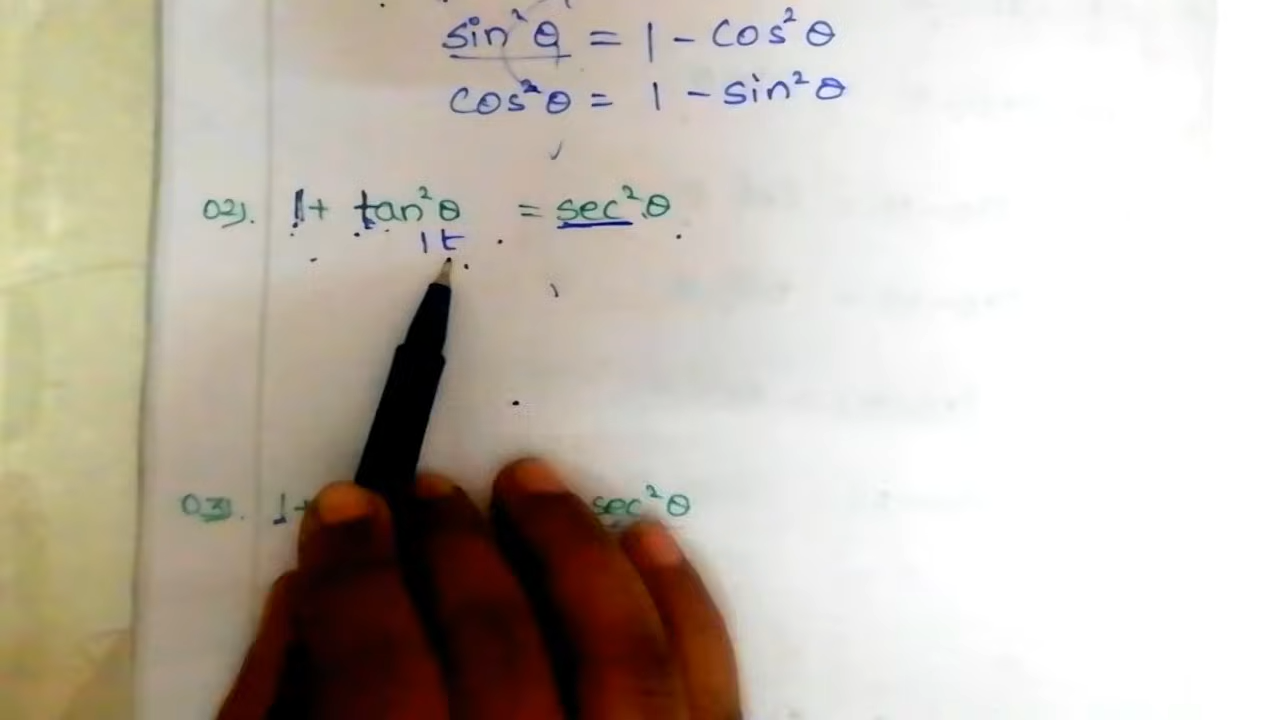 sin²θ = 1 - cos²θ
cos²θ = 1 - sin²θ
02). 1 + tan²θ = sec²θ
1t
03). 1+ sec²θ